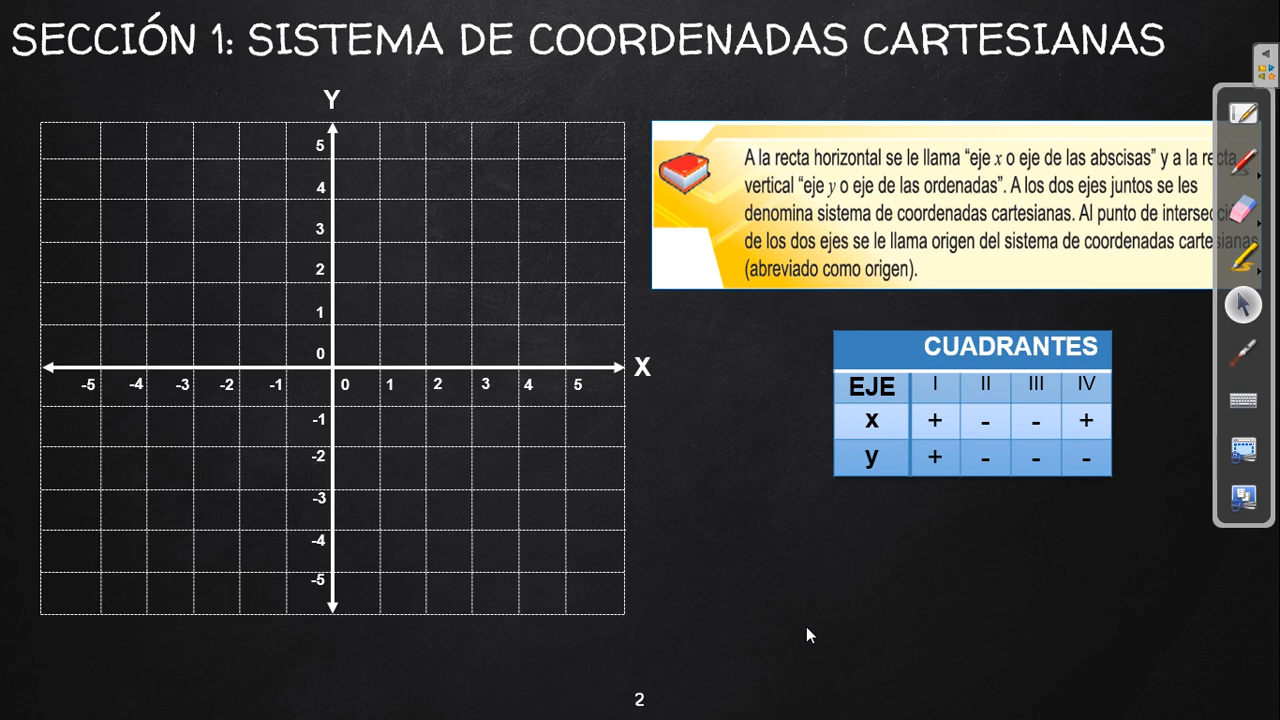 SECCIÓN 1: SISTEMA DE COORDENADAS CARTESIANAS
Y
5
4
3
2
1
0
X
-5 -4 -3 -2 -1 0 1 2 3 4 5
-1
-2
-3
-4
-5
A la recta horizontal se le llama “eje x o eje de las abscisas” y a la recta
vertical “eje y o eje de las ordenadas”. A los dos ejes juntos se les
denomina sistema de coordenadas cartesianas. Al punto de intersección
de los dos ejes se le llama origen del sistema de coordenadas cartesianas
(abreviado como origen).
CUADRANTES
EJE I II III IV
x + - - +
y + - - -
2